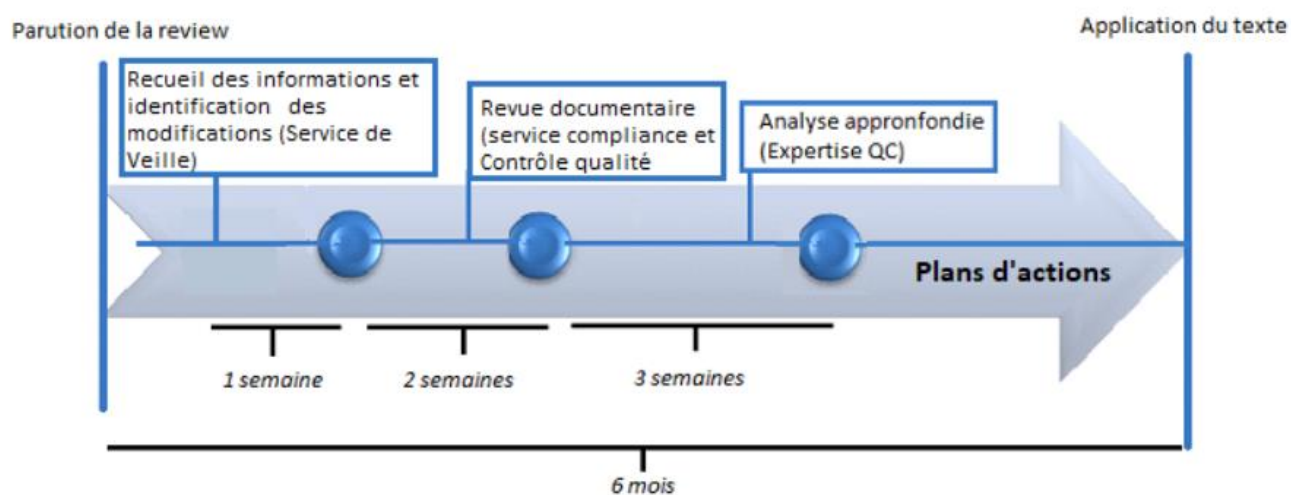 Parution de la review
Application du texte
Recueil des informations et
identification des
modifications (Service de
Veille)
Revue documentaire
(service compliance et
Contrôle qualité
Analyse appronfondie
(Expertise QC)
Plans d'actions
1 semaine
2 semaines
3 semaines
6 mois